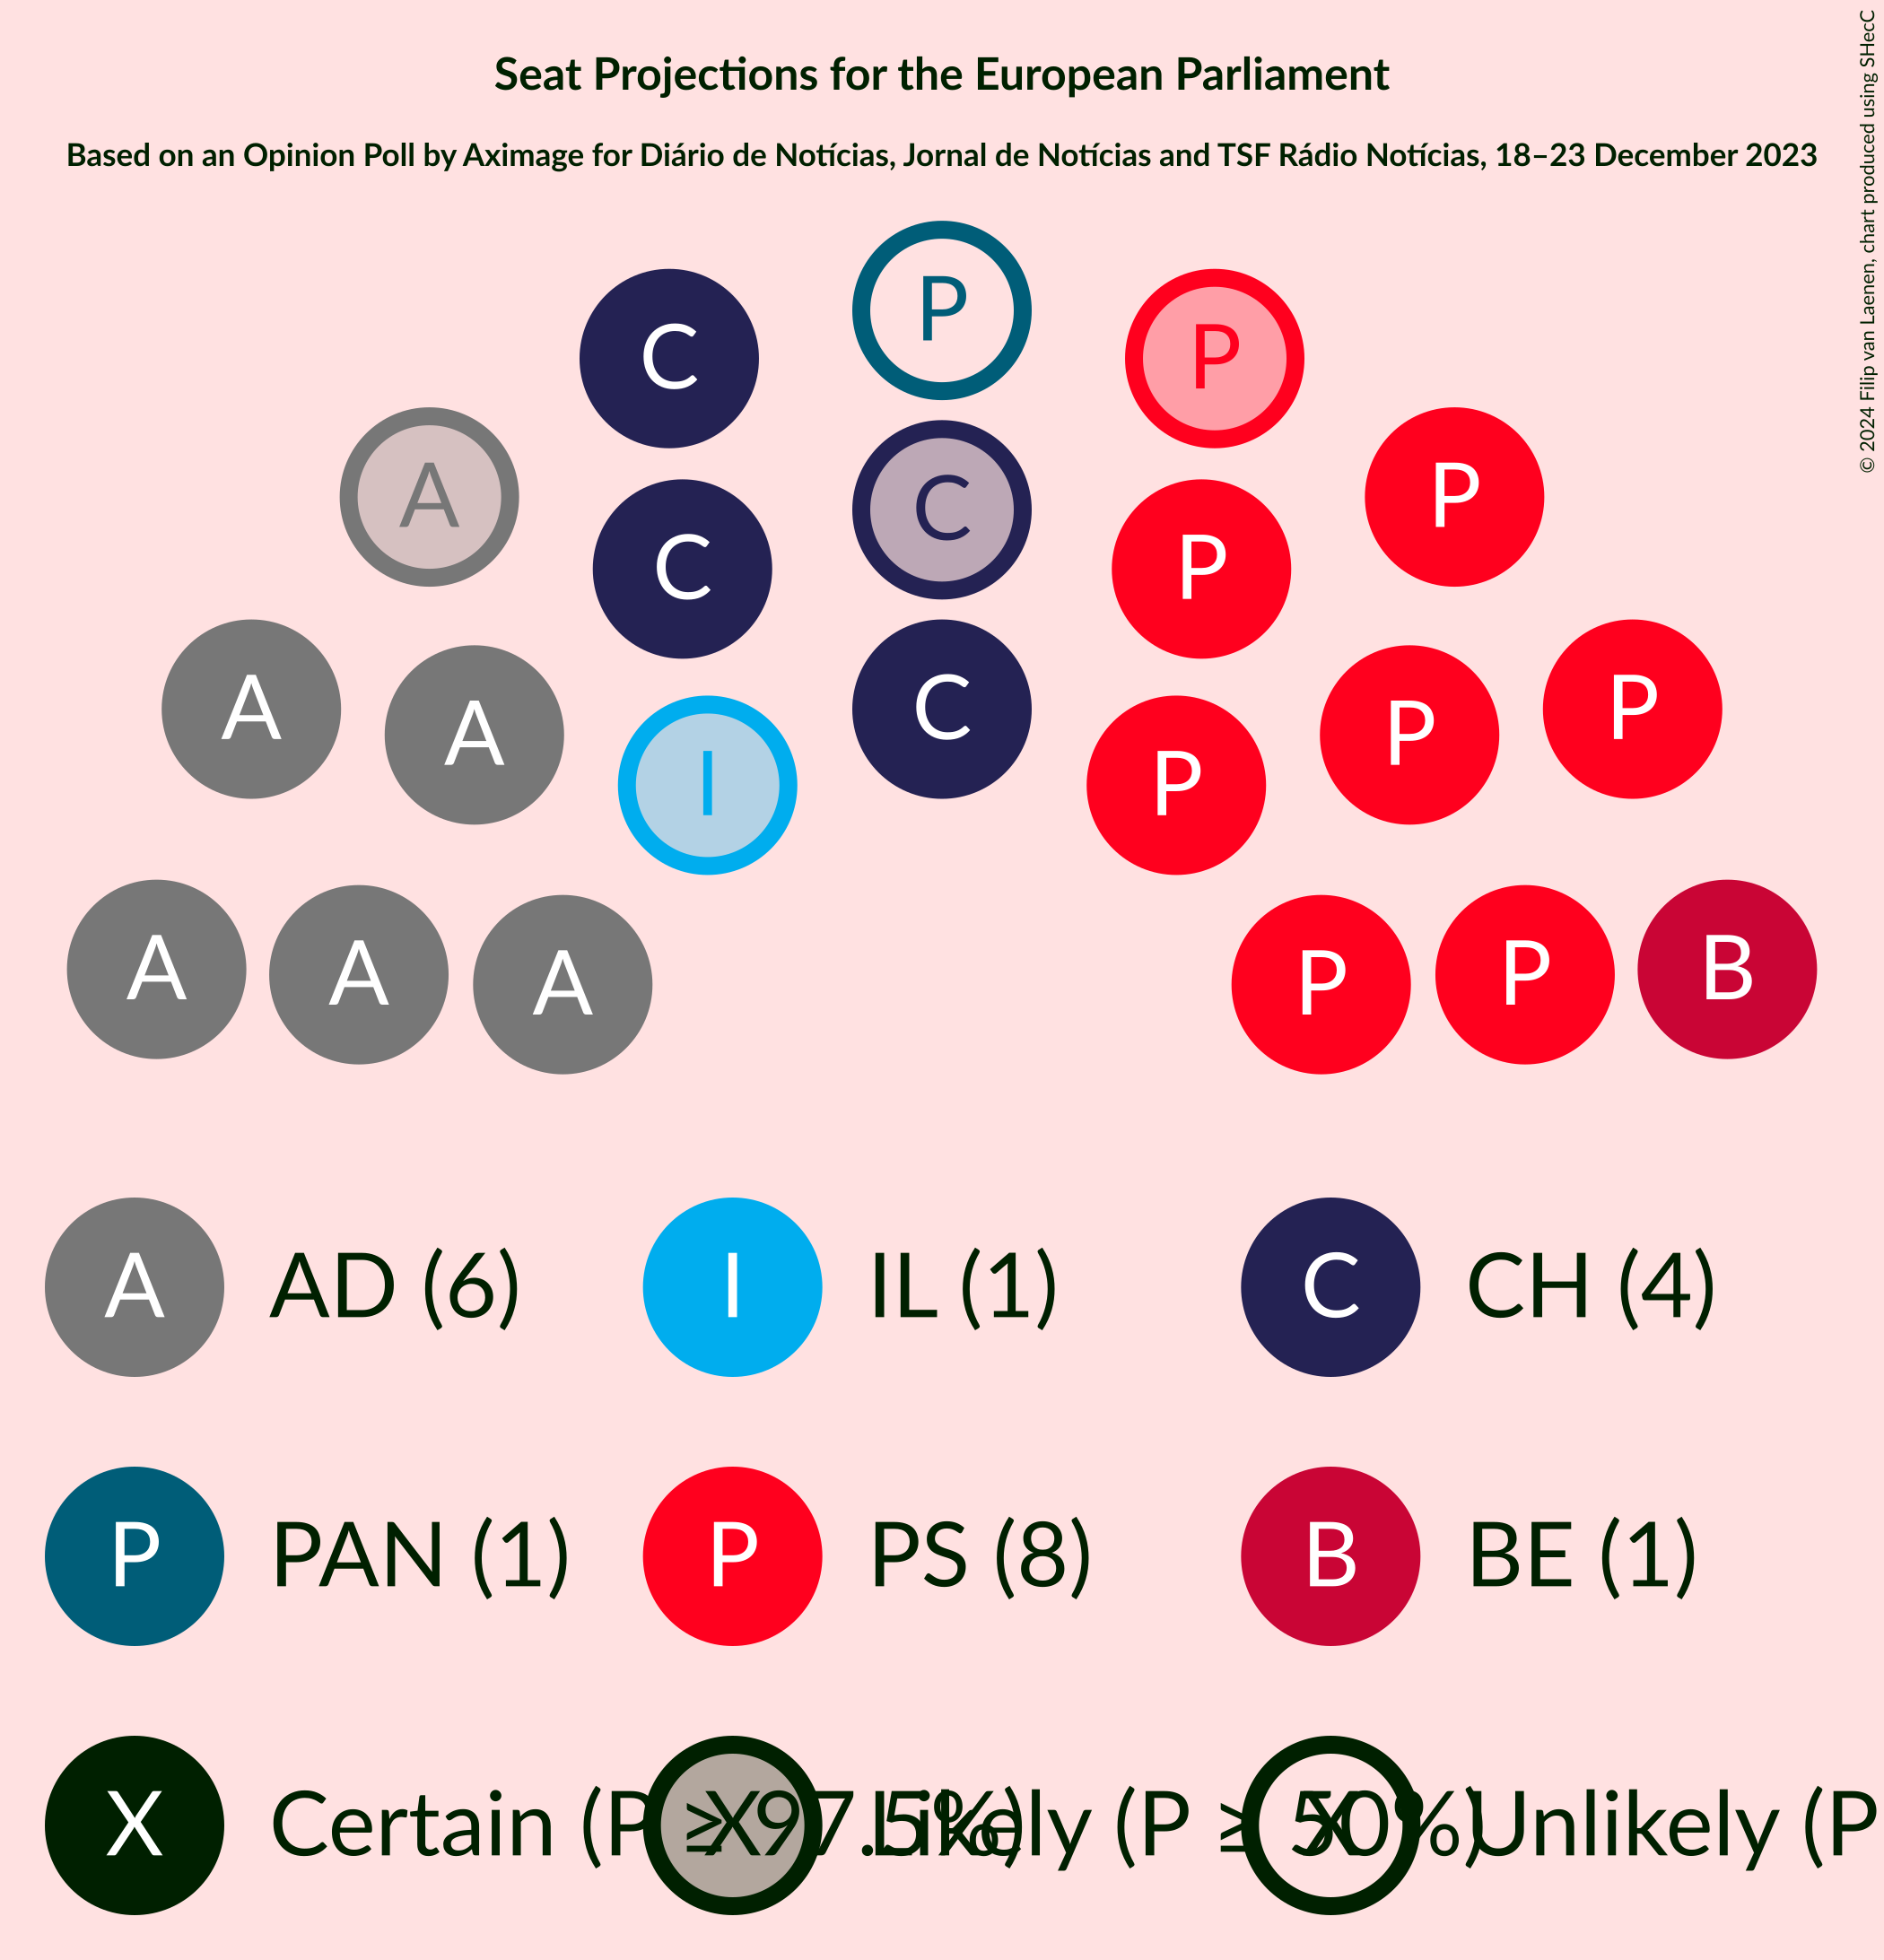 Seat Projections for the European Parliament
Based on an Opinion Poll by Aximage for Diário de Notícias, Jornal de Notícias and TSF Rádio Notícias, 18–23 December 2023
© 2024 Filip van Laenen, chart produced using SHecC
P
C P
A C C P P
A A I C P P P
A A A P P B
A AD (6) I IL (1) C CH (4)
P PAN (1) P PS (8) B BE (1)
X Certain (P ≥ 97.5%) X Likely (P ≥ 50%) X Unlikely (P